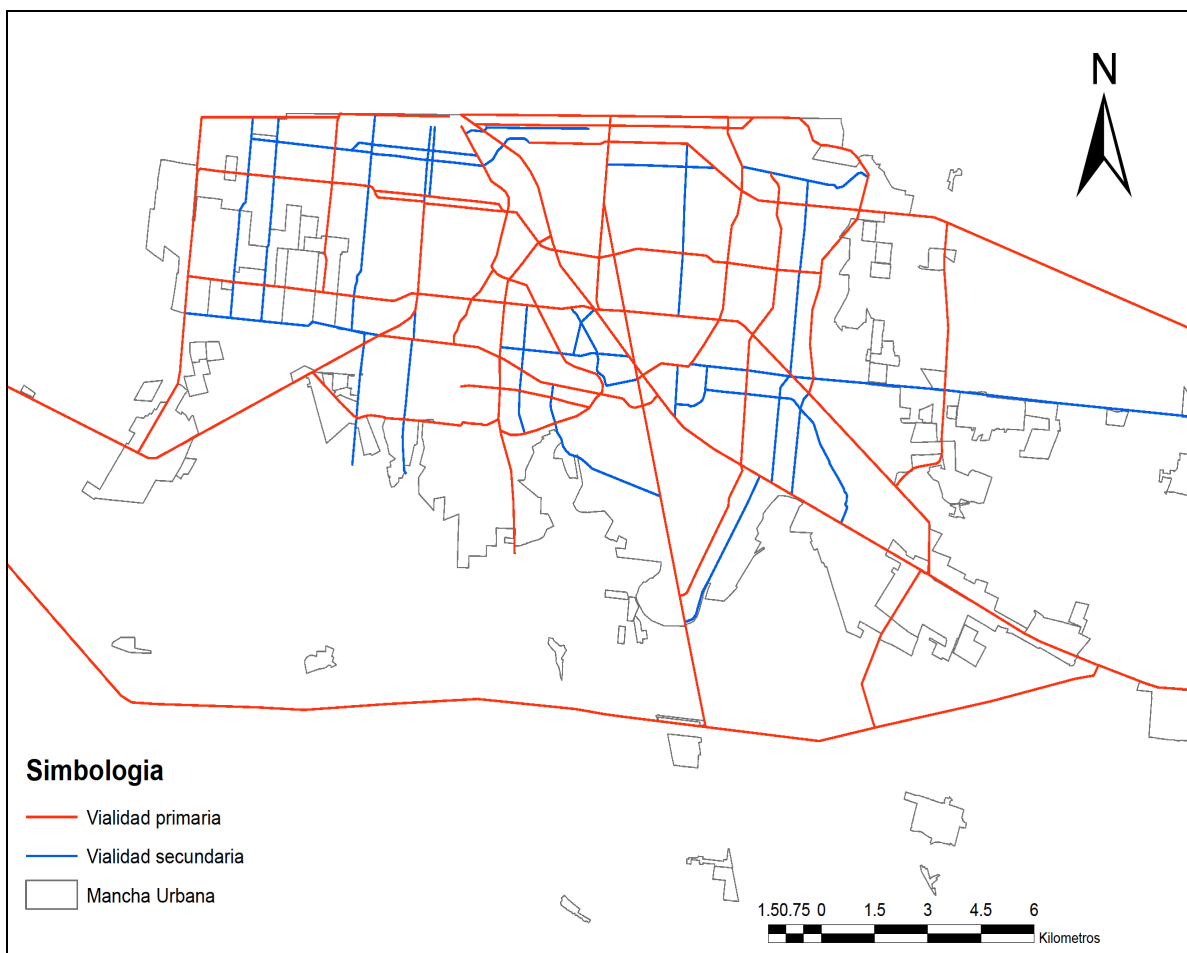 N
Simbologia
Vialidad primaria
Vialidad secundaria
Mancha Urbana
1.50.75 0 1.5 3 4.5 6
Kilometros